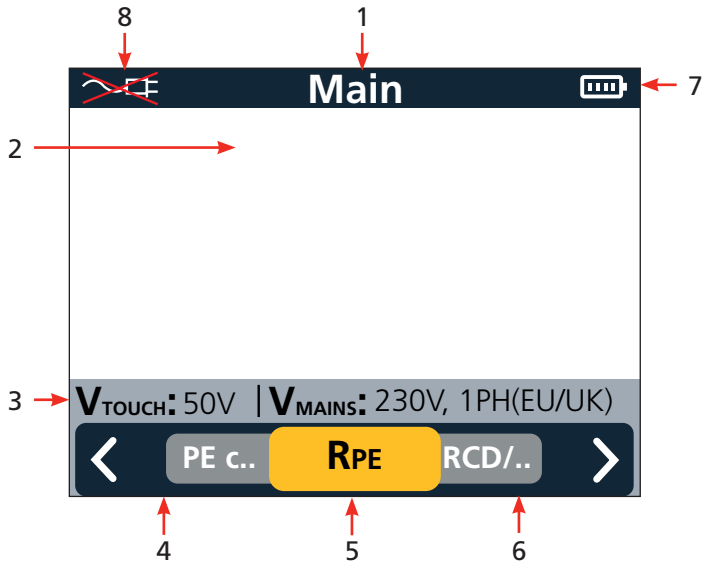 8 1
Main
7
2
3
VTOUCH: 50V | VMAINS: 230V, 1PH(EU/UK)
PE c.. RPE RCD/..
4 5 6